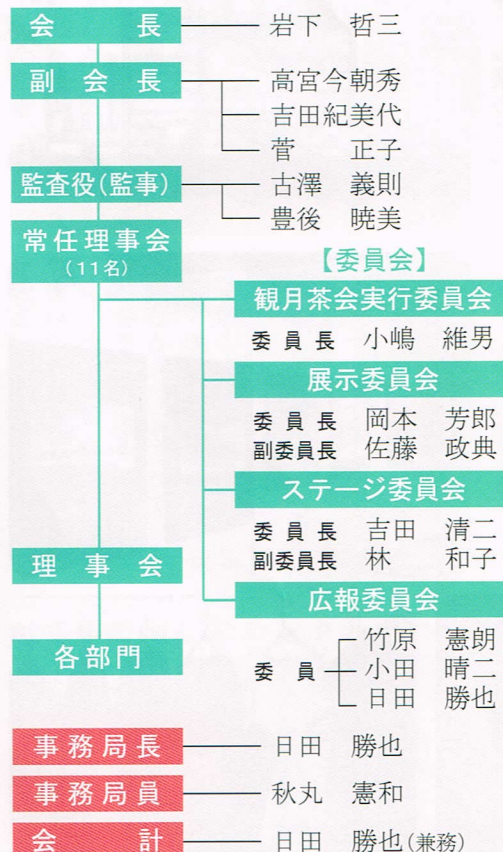 会長 岩下 哲三
副会長 高宮今朝秀
吉田紀美代
菅 正子
監査役(監事) 古澤 義則
豊後 暁美
常任理事会
(11名)
【委員会】
観月茶会実行委員会
委員長 小嶋 維男
展示委員会
委員長 岡本 芳郎
副委員長 佐藤 政典
ステージ委員会
委員長 吉田 清二
副委員長 林 和子
理事会
広報委員会
竹原 憲朗
委員 小田 晴二
日田 勝也
各部門
事務局長 日田 勝也
事務局員 秋丸 憲和
会計 日田 勝也(兼務)